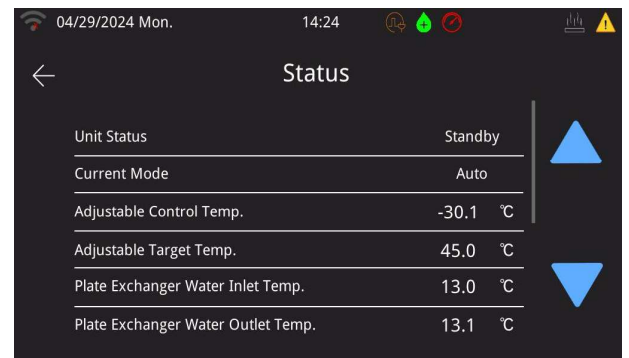 04/29/2024 Mon. 14:24
Status
Unit Status Standby
Current Mode Auto
Adjustable Control Temp. -30.1 ℃
Adjustable Target Temp. 45.0 ℃
Plate Exchanger Water Inlet Temp. 13.0 ℃
Plate Exchanger Water Outlet Temp. 13.1 ℃